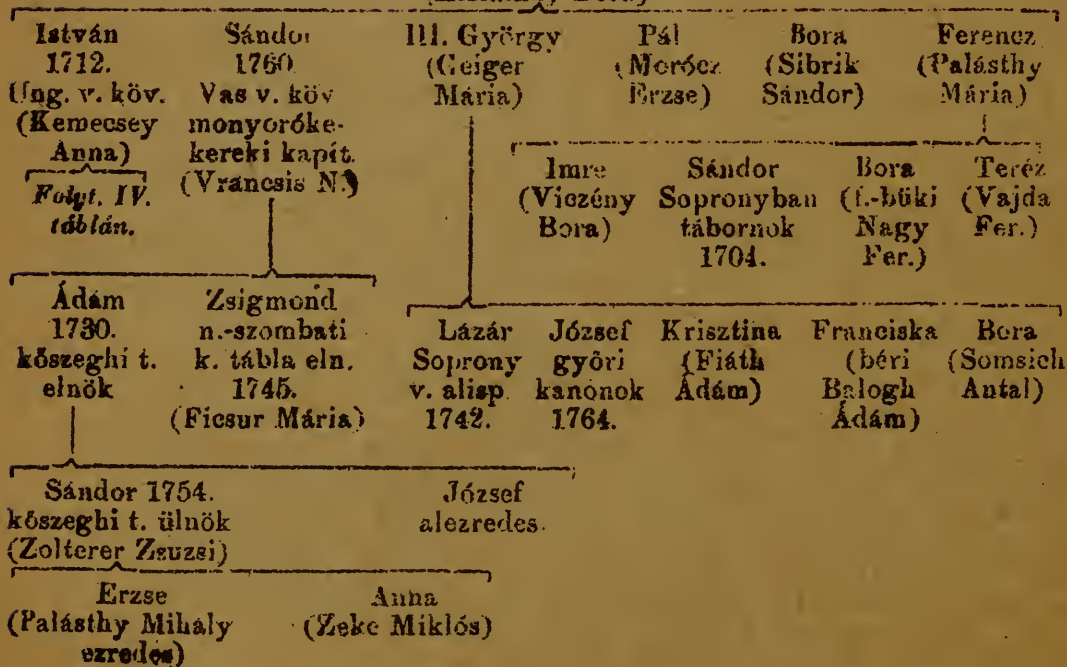 István Sándor III. György Pál Bora Ferencz
1712. 1760. (Geiger (Morócz (Sibrik (Palásthy
Ung. v. köv. Vas v. köv Mária) Erzse) Sándor) Mária)
(Kemecsey monyoróke-
Anna) kereki kapit.
Folyt. IV. (Vrancsis N.)
táblán.
Imre Sándor Bora Teréz
(Viczény Sopronyban (f.-büki (Vajda
Bora) tábornok Nagy Fer.)
1704. Fer.)
Ádám Zsigmond
1730. n.-szombati
kőszeghi t. k. tábla eln.
elnök 1745.
(Ficsur Mária)
Lázár József Krisztina Franciska Bora
Soprony győri (Fiáth (béri (Somsich
v. alisp. kanonok Ádám) Balogh Antal)
1742. 1764. Ádám)
Sándor 1754. József
kőszeghi t. ülnök alezredes.
(Zolterer Zsuzsi)
Erzse Anna
(Palásthy Mihály (Zeke Miklós)
ezredes)